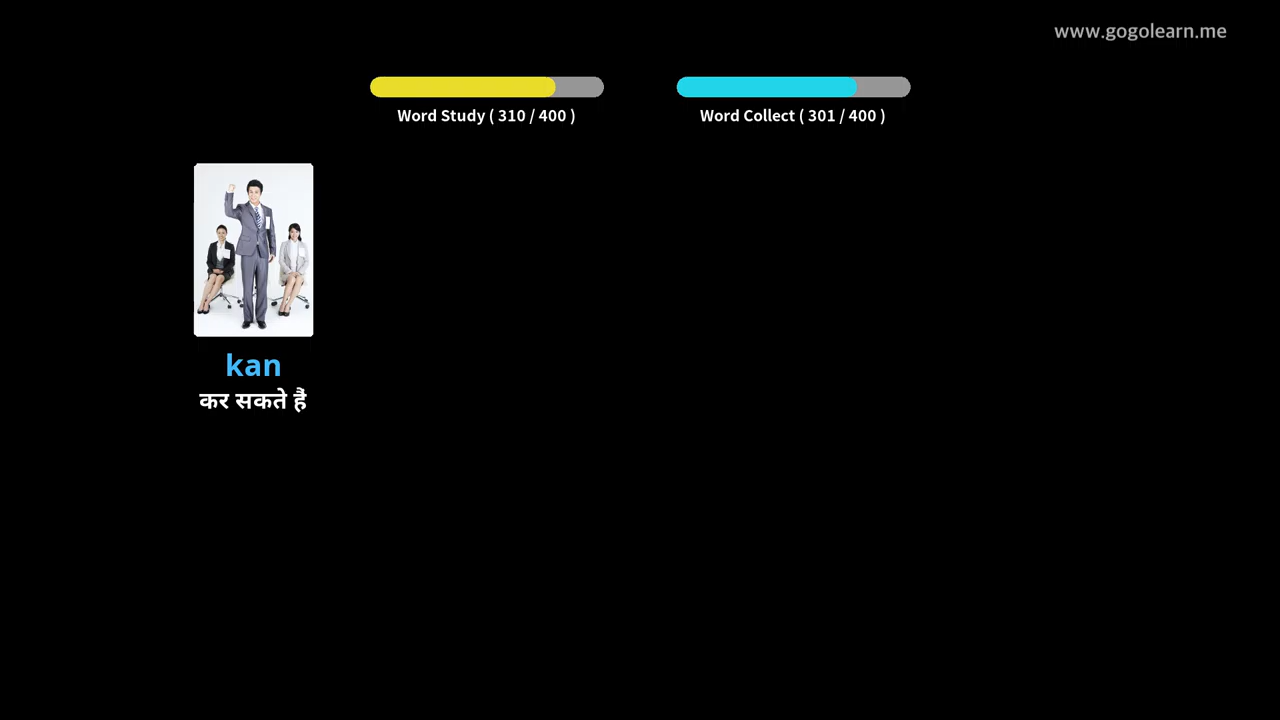 www.gogolearn.me
Word Study ( 310 / 400 )
Word Collect ( 301 / 400 )
kan
कर सकते हैं